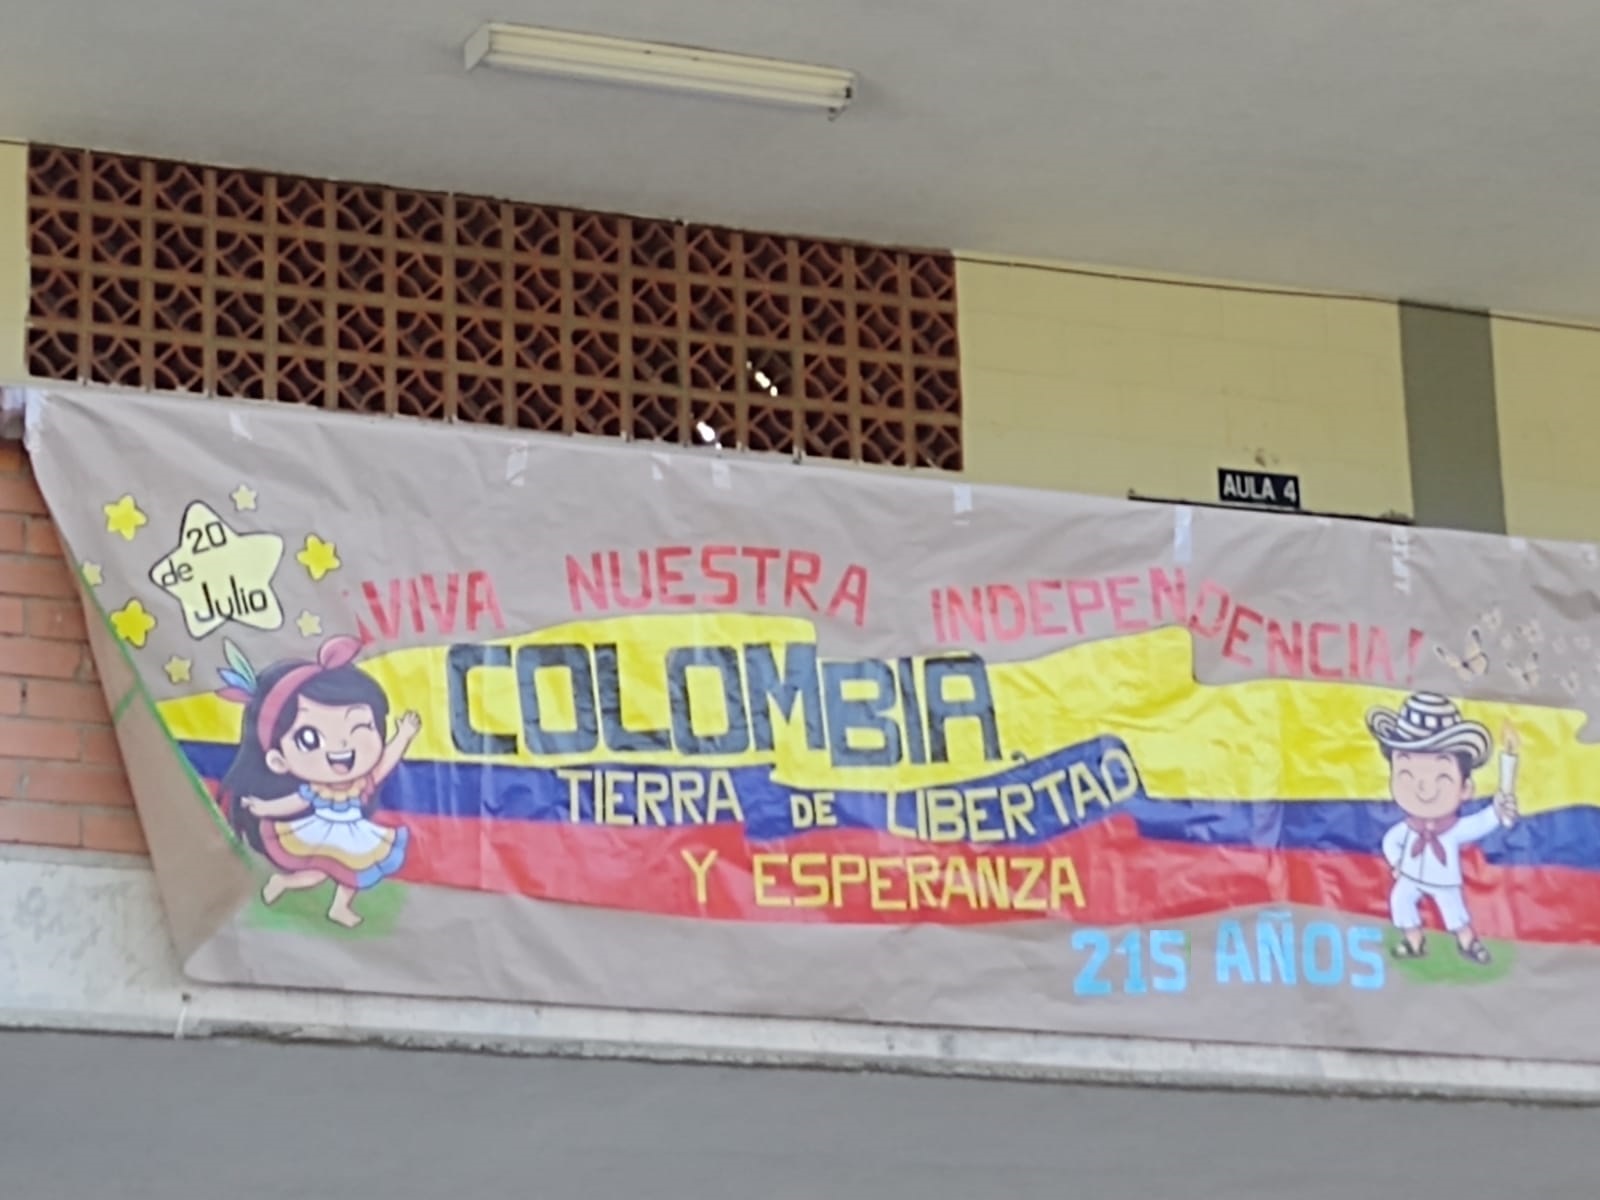 AULA 4
20
de
Julio
¡VIVA NUESTRA INDEPENDENCIA!
COLOMBIA,
TIERRA DE LIBERTAD
Y ESPERANZA
215 AÑOS